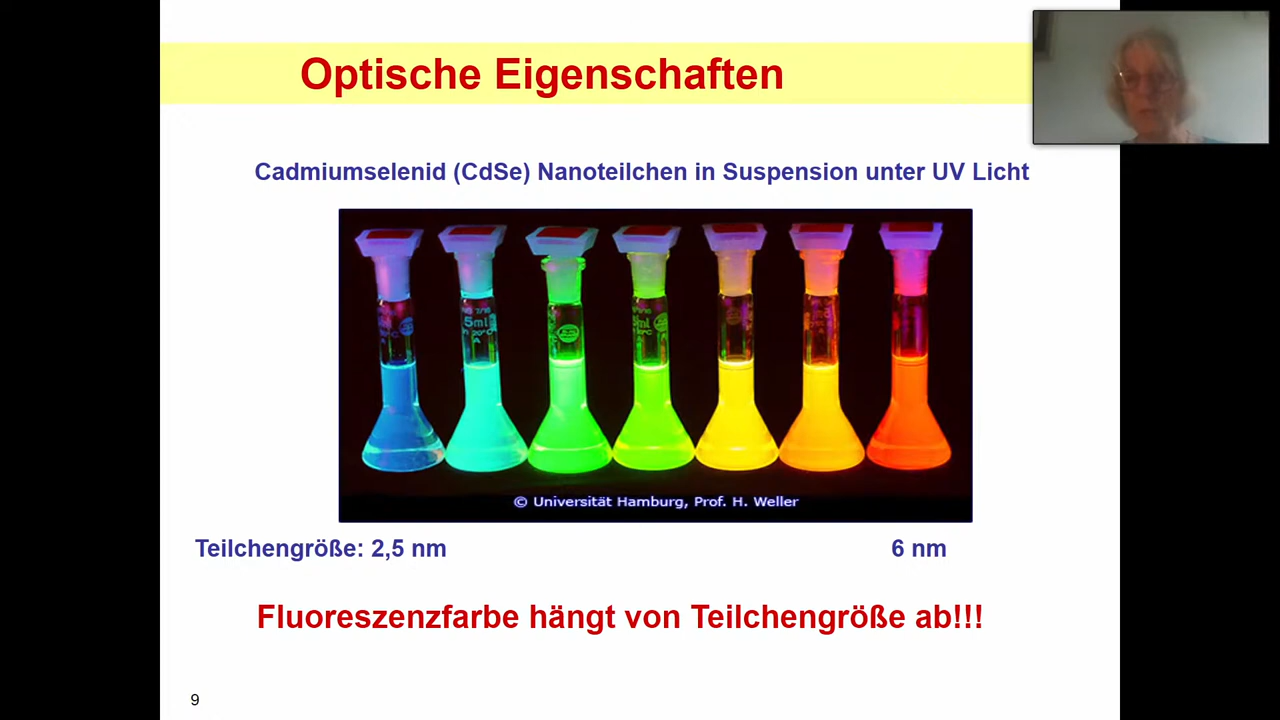 Optische Eigenschaften
Cadmiumselenid (CdSe) Nanoteilchen in Suspension unter UV Licht
5ml
© Universität Hamburg, Prof. H. Weller
Teilchengröße: 2,5 nm 6 nm
Fluoreszenzfarbe hängt von Teilchengröße ab!!!
9